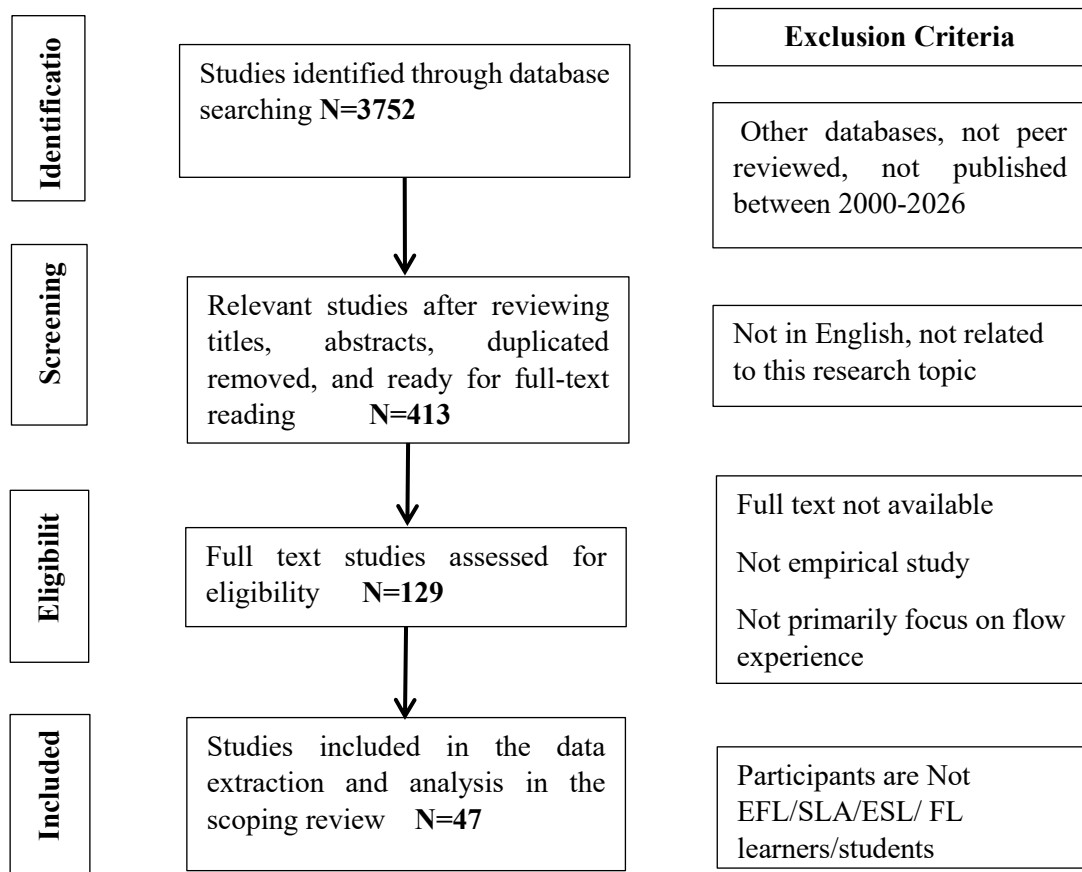 Identificatio
Studies identified through database
searching N=3752
Exclusion Criteria
Other databases, not peer
reviewed, not published
between 2000-2026
Screening
Relevant studies after reviewing
titles, abstracts, duplicated
removed, and ready for full-text
reading N=413
Not in English, not related
to this research topic
Eligibilit
Full text studies assessed for
eligibility N=129
Full text not available
Not empirical study
Not primarily focus on flow
experience
Included
Studies included in the data
extraction and analysis in the
scoping review N=47
Participants are Not
EFL/SLA/ESL/ FL
learners/students